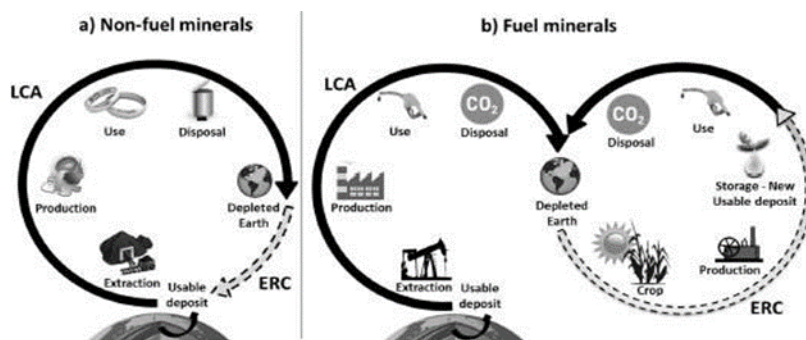 a) Non-fuel minerals
LCA
Use
Disposal
Production
Depleted
Earth
Extraction
Usable
deposit
ERC
b) Fuel minerals
LCA
Use
CO₂
Disposal
Production
Extraction
Usable
deposit
Depleted
Earth
CO₂
Disposal
Use
Storage - New
Usable deposit
Production
Crop
ERC